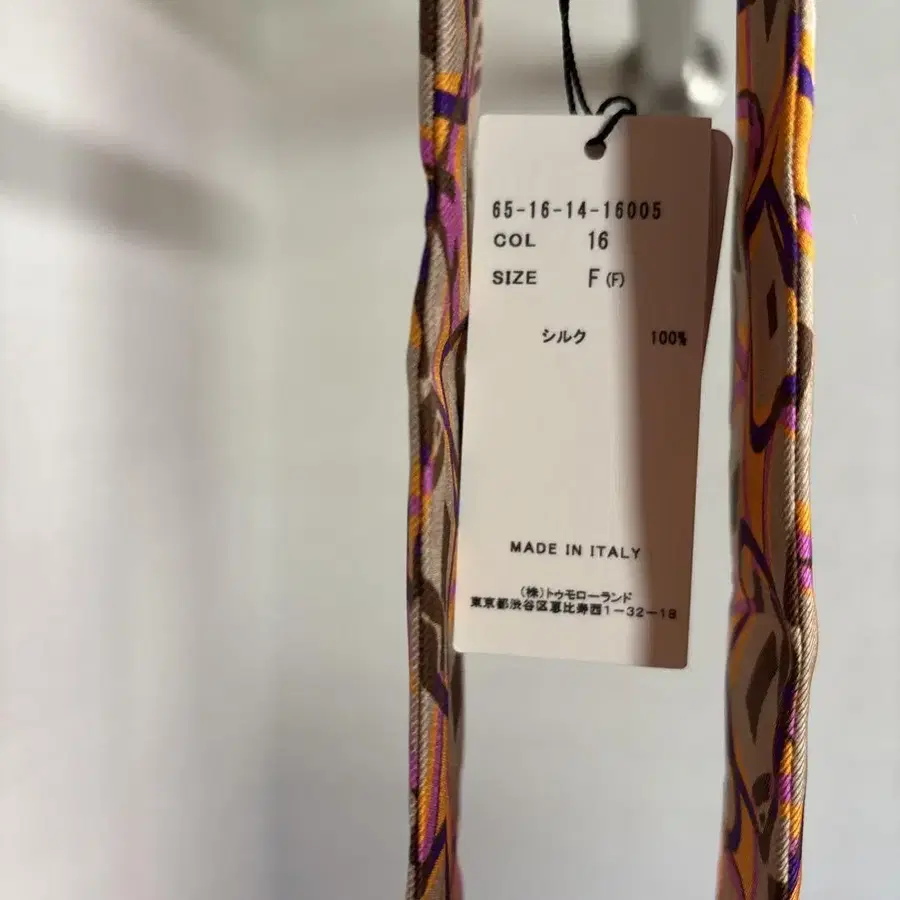 65-16-14-16005
COL 16
SIZE F (F)
シルク 100%
MADE IN ITALY
(株)トゥモローランド
東京都渋谷区恵比寿西1-32-18